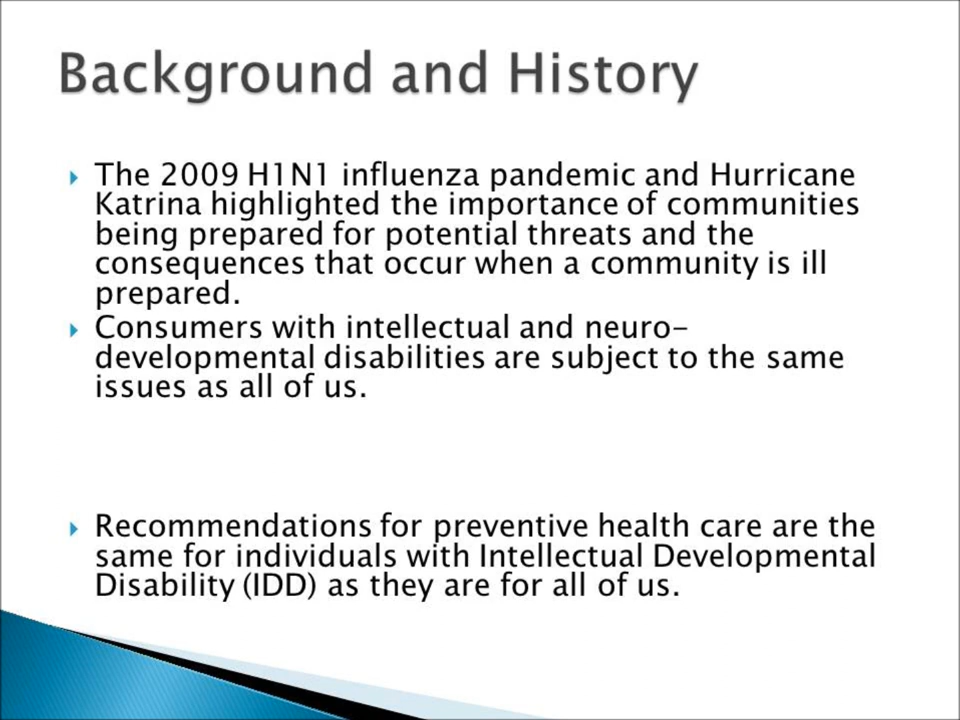 Background and History
The 2009 H1N1 influenza pandemic and Hurricane
Katrina highlighted the importance of communities
being prepared for potential threats and the
consequences that occur when a community is ill
prepared.
Consumers with intellectual and neuro-
developmental disabilities are subject to the same
issues as all of us.
Recommendations for preventive health care are the
same for individuals with Intellectual Developmental
Disability (IDD) as they are for all of us.